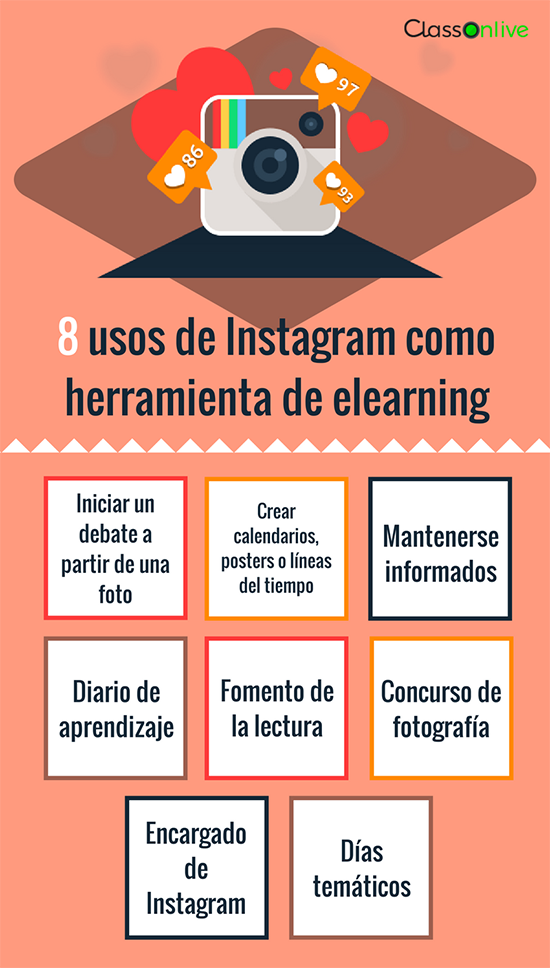 ClassOnlive
97
86
93
8 usos de Instagram como
herramienta de elearning
Iniciar un
debate a
partir de una
foto
Crear
calendarios,
posters o líneas
del tiempo
Mantenerse
informados
Diario de
aprendizaje
Fomento de
la lectura
Concurso de
fotografía
Encargado
de
Instagram
Días
temáticos